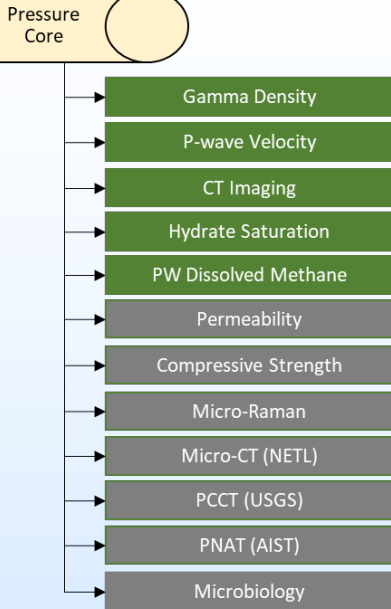 Pressure
Core
Gamma Density
P-wave Velocity
CT Imaging
Hydrate Saturation
PW Dissolved Methane
Permeability
Compressive Strength
Micro-Raman
Micro-CT (NETL)
PCCT (USGS)
PNAT (AIST)
Microbiology